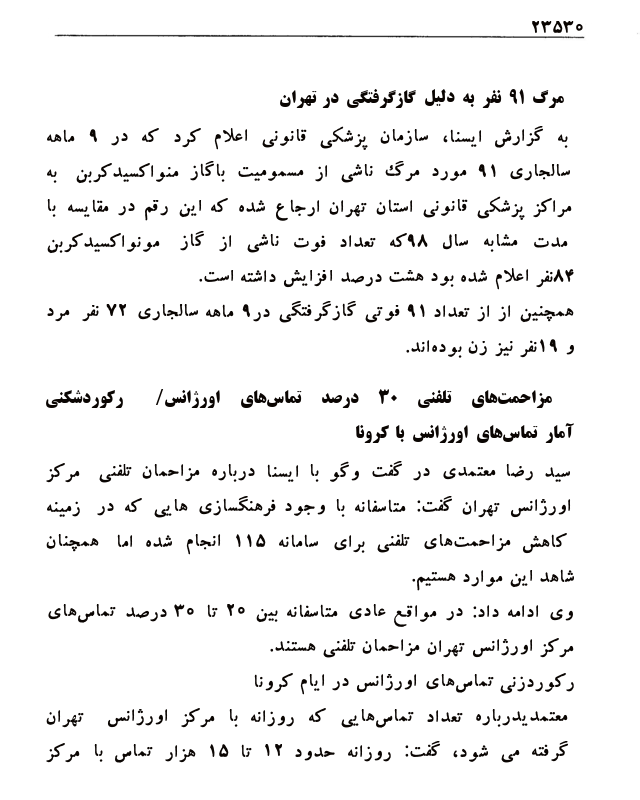 ۲۳۵۳۰
مرگ ۹۱ نفر به دلیل گازگرفتگی در تهران
به گزارش ایسنا، سازمان پزشکی قانونی اعلام کرد که در ۹ ماهه
سالجاری ۹۱ مورد مرگ ناشی از مسمومیت باگاز منواکسیدکربن به
مراکز پزشکی قانونی استان تهران ارجاع شده که این رقم در مقایسه با
مدت مشابه سال ۹۸که تعداد فوت ناشی از گاز مونواکسیدکربن
۸۴نفر اعلام شده بود هشت درصد افزایش داشته است.
همچنین از از تعداد ۹۱ فوتی گازگرفتگی در۹ ماهه سالجاری ۷۲ نفر مرد
و ۱۹نفر نیز زن بوده‌اند.
مزاحمت‌های تلفنی ۳۰ درصد تماس‌های اورژانس/ رکوردشکنی
آمار تماس‌های اورژانس با کرونا
سید رضا معتمدی در گفت وگو با ایسنا درباره مزاحمان تلفنی مرکز
اورژانس تهران گفت: متاسفانه با وجود فرهنگسازی هایی که در زمینه
کاهش مزاحمت‌های تلفنی برای سامانه ۱۱۵ انجام شده اما همچنان
شاهد این موارد هستیم.
وی ادامه داد: در مواقع عادی متاسفانه بین ۲۰ تا ۳۰ درصد تماس‌های
مرکز اورژانس تهران مزاحمان تلفنی هستند.
رکوردزنی تماس‌های اورژانس در ایام کرونا
معتمدیدرباره تعداد تماس‌هایی که روزانه با مرکز اورژانس تهران
گرفته می شود، گفت: روزانه حدود ۱۲ تا ۱۵ هزار تماس با مرکز